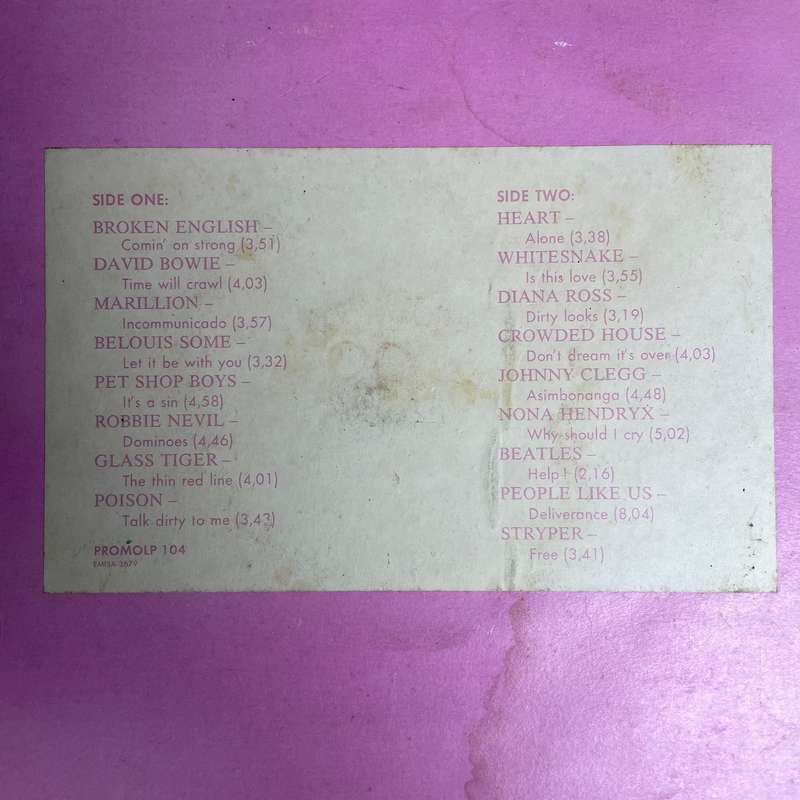 SIDE ONE:
BROKEN ENGLISH –
Comin' on strong (3,51)
DAVID BOWIE –
Time will crawl (4,03)
MARILLION –
Incommunicado (3,57)
BELOUIS SOME –
Let it be with you (3,32)
PET SHOP BOYS –
It's a sin (4,58)
ROBBIE NEVIL –
Dominoes (4,46)
GLASS TIGER –
The thin red line (4,01)
POISON –
Talk dirty to me (3,43)
PROMOLP 104
EMISA 3679
SIDE TWO:
HEART –
Alone (3,38)
WHITESNAKE –
Is this love (3,55)
DIANA ROSS –
Dirty looks (3,19)
CROWDED HOUSE –
Don't dream it's over (4,03)
JOHNNY CLEGG –
Asimbonanga (4,48)
NONA HENDRYX –
Why should I cry (5,02)
BEATLES –
Help! (2,16)
PEOPLE LIKE US –
Deliverance (8,04)
STRYPER –
Free (3,41)